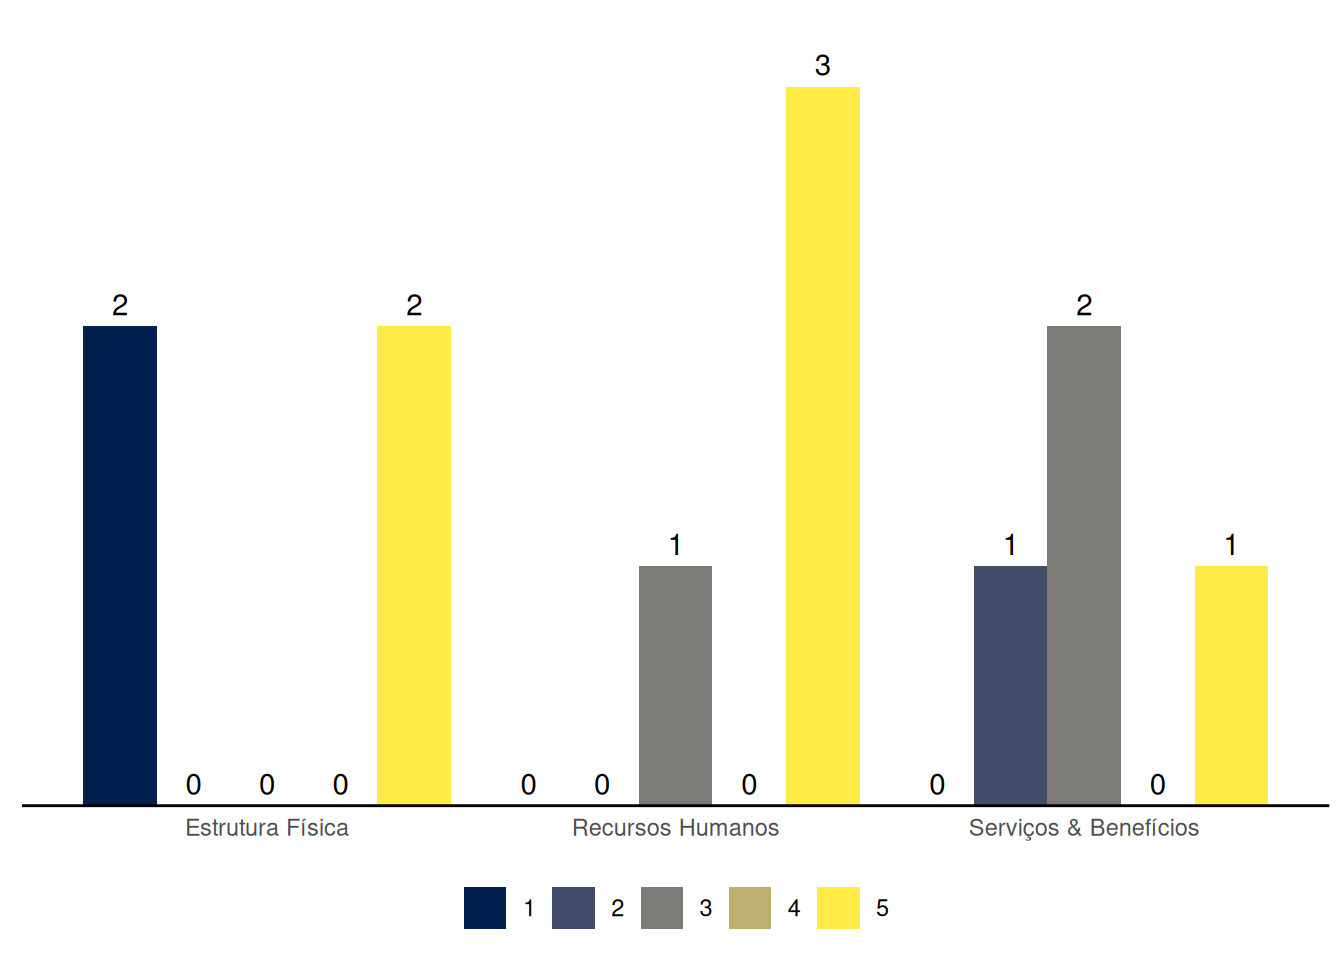 3
2 2 2
1 1 1
0 0 0 0 0 0 0 0
Estrutura Física Recursos Humanos Serviços & Benefícios
1 2 3 4 5